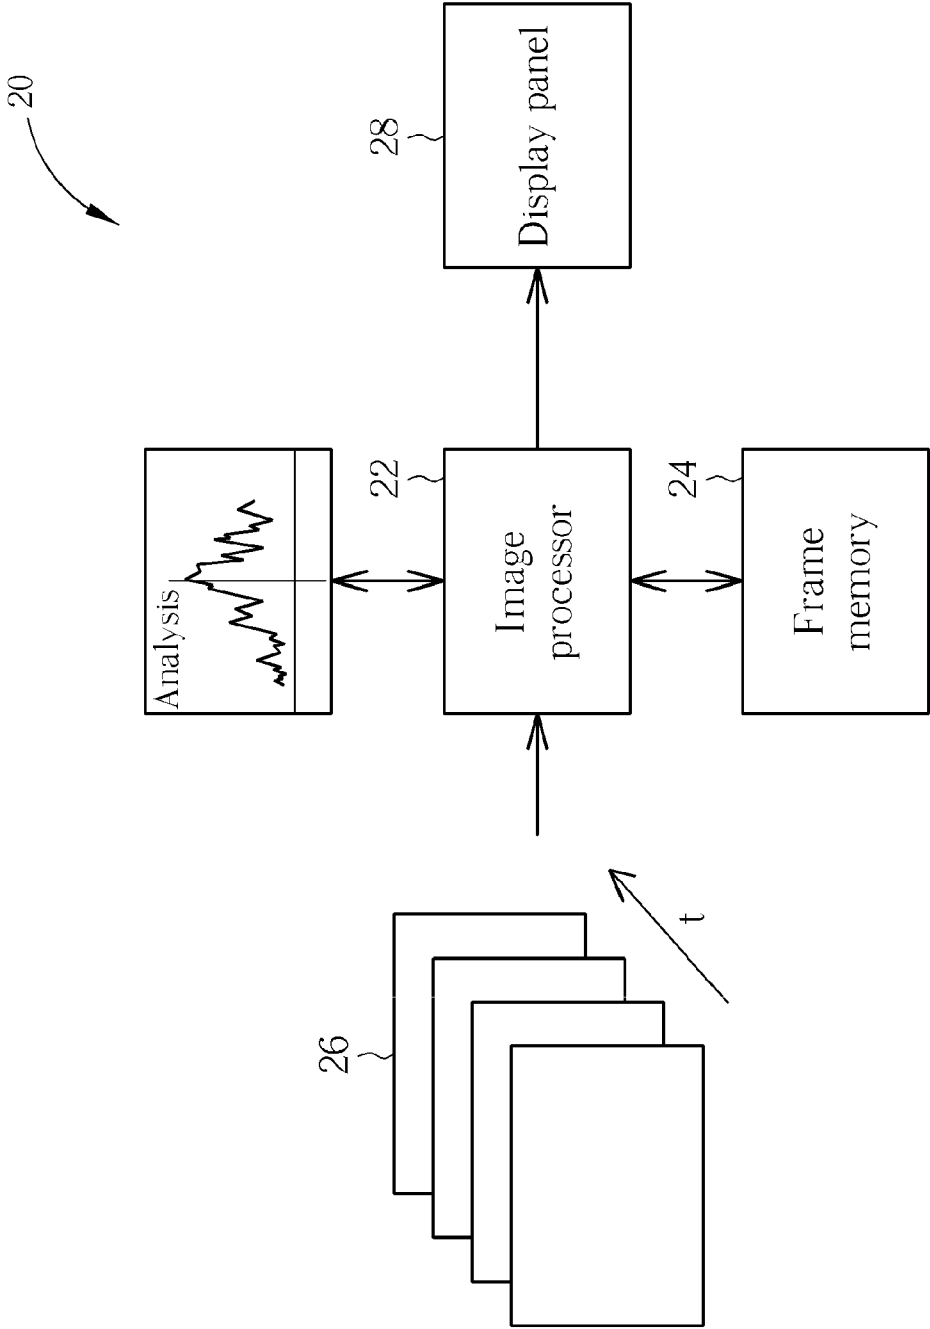 20
Analysis
26
22
Image
processor
28
Display panel
t
24
Frame
memory